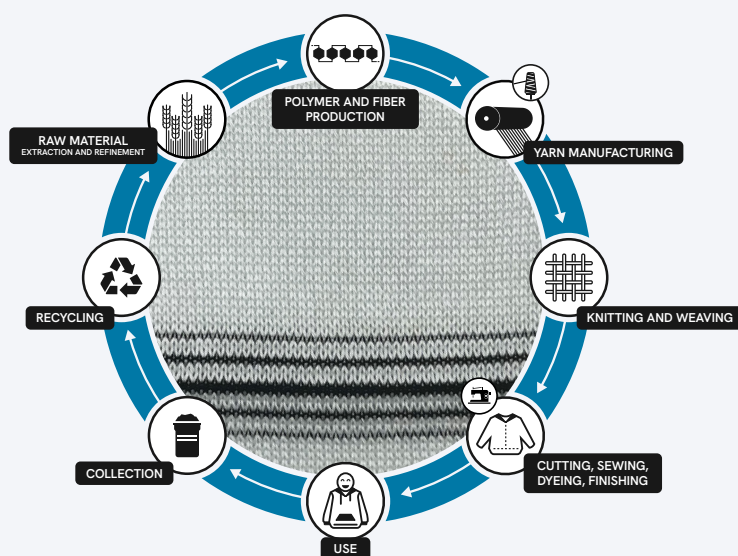 POLYMER AND FIBER
PRODUCTION
YARN MANUFACTURING
KNITTING AND WEAVING
CUTTING, SEWING,
DYEING, FINISHING
USE
COLLECTION
RECYCLING
RAW MATERIAL
EXTRACTION AND REFINEMENT